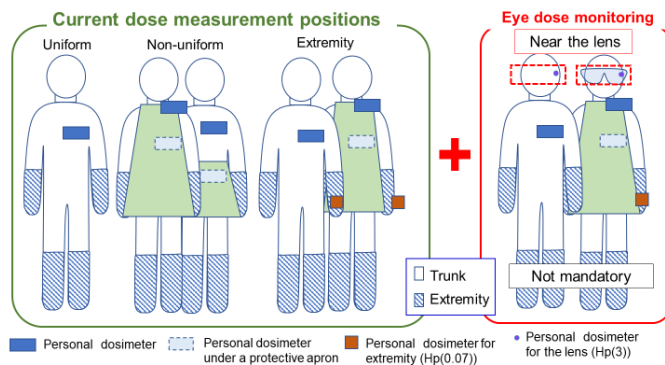 Current dose measurement positions
Eye dose monitoring
Uniform
Non-uniform
Extremity
Near the lens
Trunk
Extremity
Not mandatory
Personal dosimeter
Personal dosimeter
under a protective apron
Personal dosimeter for
extremity (Hp(0.07))
Personal dosimeter
for the lens (Hp(3))